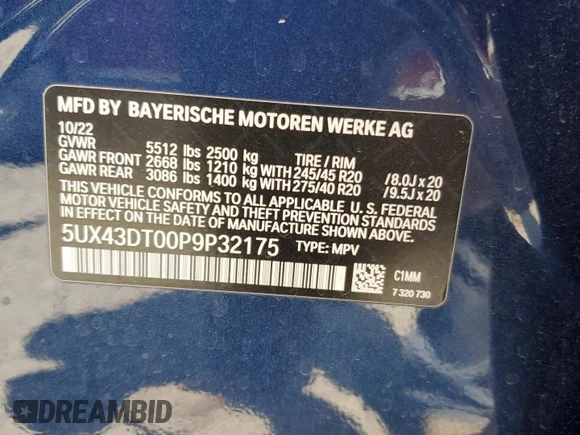 MFD BY BAYERISCHE MOTOREN WERKE AG
10/22
GVWR 5512 lbs 2500 kg TIRE / RIM
GAWR FRONT 2668 lbs 1210 kg WITH 245/45 R20 /8.0J x 20
GAWR REAR 3086 lbs 1400 kg WITH 275/40 R20 /9.5J x 20
THIS VEHICLE CONFORMS TO ALL APPLICABLE U.S. FEDERAL
MOTOR VEHICLE SAFETY AND THEFT PREVENTION STANDARDS
IN EFFECT ON THE DATE OF MANUFACTURE SHOWN ABOVE.
5UX43DT00P9P32175 TYPE: MPV
C1MM
7 320 730
DREAMBID